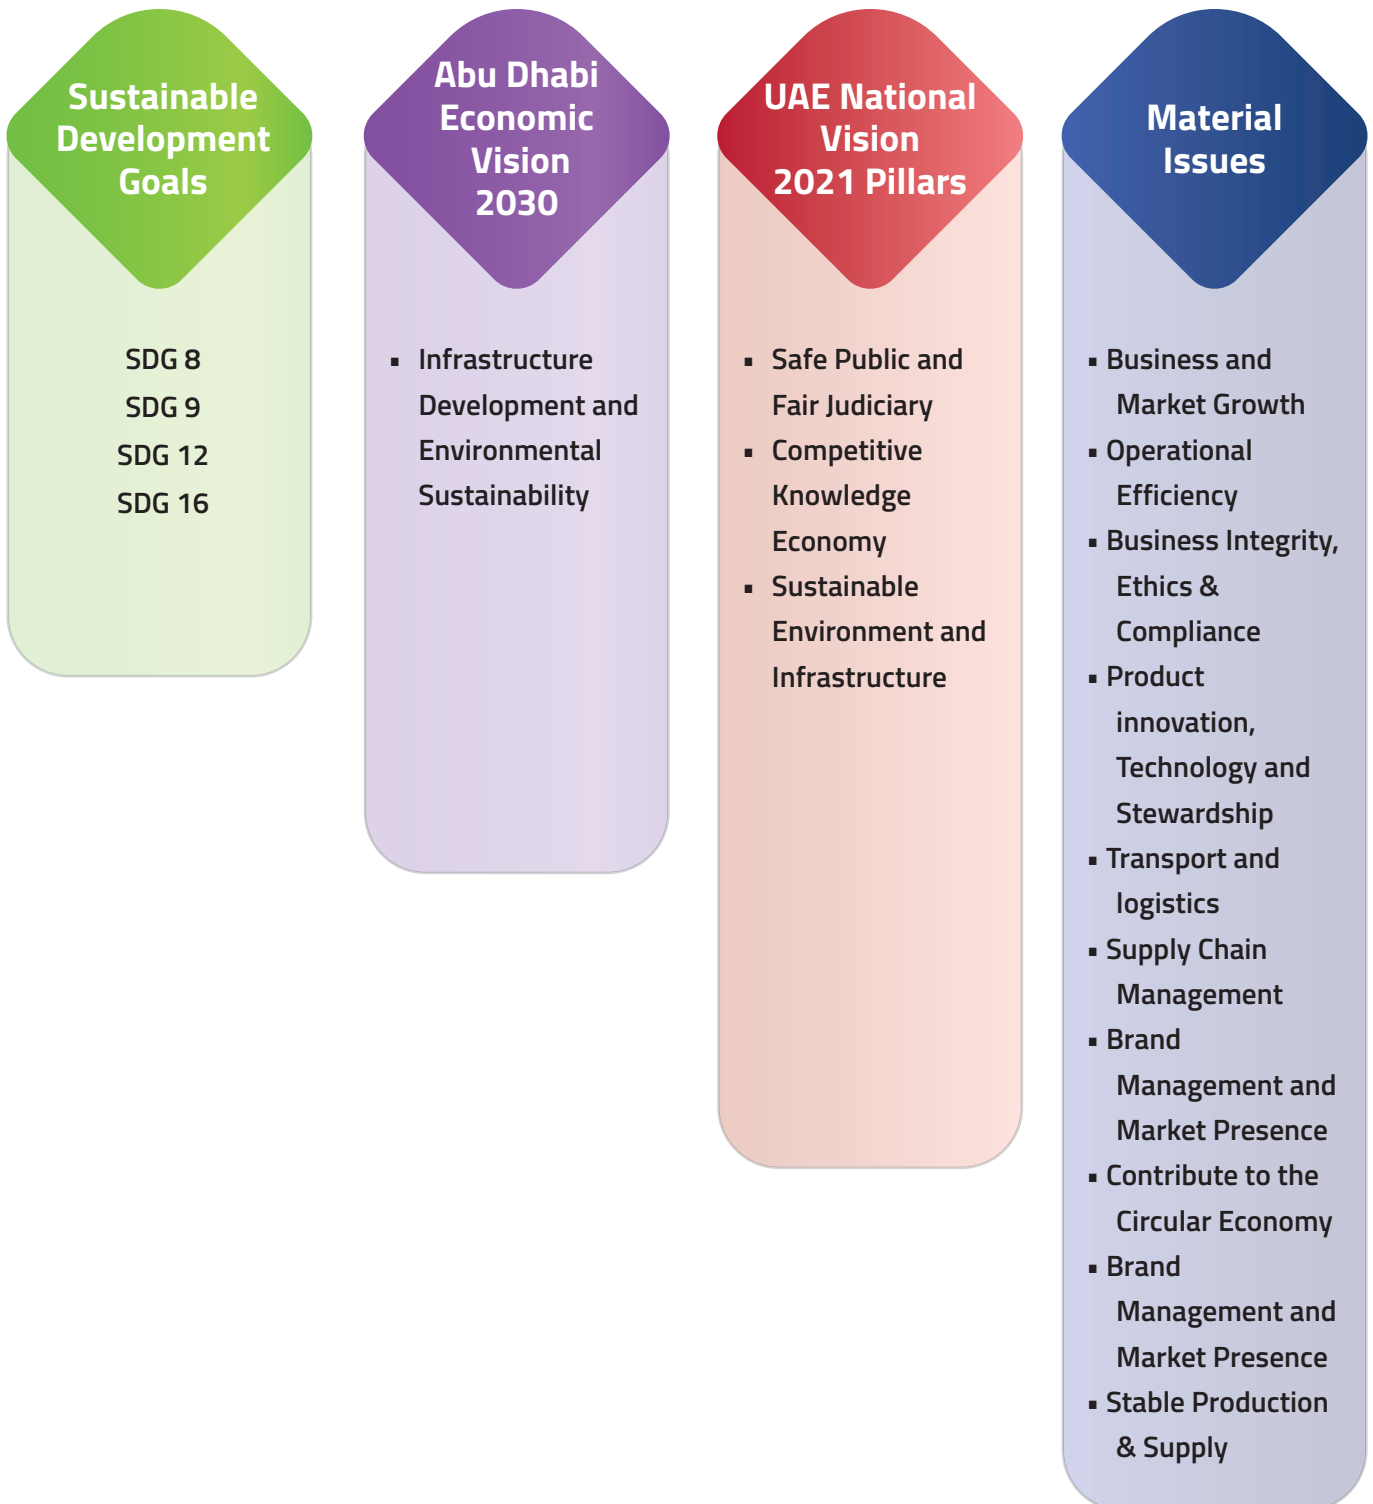 Sustainable
Development
Goals
SDG 8
SDG 9
SDG 12
SDG 16
Abu Dhabi
Economic
Vision
2030
▪ Infrastructure
Development and
Environmental
Sustainability
UAE National
Vision
2021 Pillars
▪ Safe Public and
Fair Judiciary
▪ Competitive
Knowledge
Economy
▪ Sustainable
Environment and
Infrastructure
Material
Issues
▪ Business and
Market Growth
▪ Operational
Efficiency
▪ Business Integrity,
Ethics &
Compliance
▪ Product
innovation,
Technology and
Stewardship
▪ Transport and
logistics
▪ Supply Chain
Management
▪ Brand
Management and
Market Presence
▪ Contribute to the
Circular Economy
▪ Brand
Management and
Market Presence
▪ Stable Production
& Supply